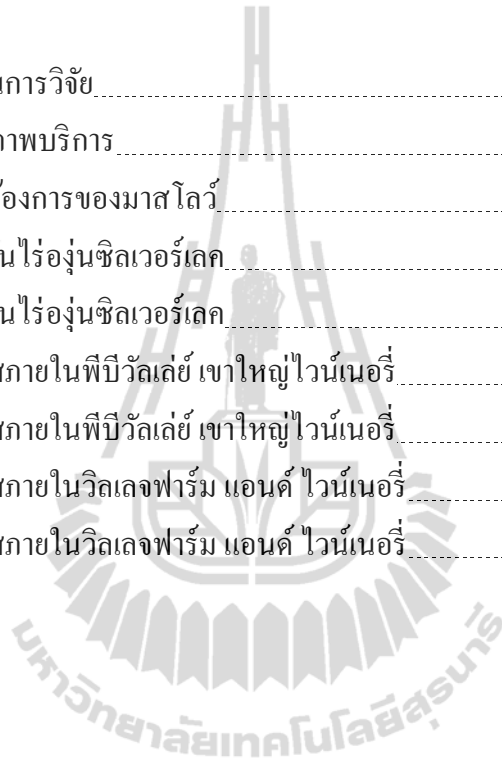 นการวิจัย
าพบริการ
้องการของมาสโลว์
นไร่องุ่นซิลเวอร์เลค
นไร่องุ่นซิลเวอร์เลค
สภายในพีบีวัลเล่ย์ เขาใหญ่ไวน์เนอรี่
สภายในพีบีวัลเล่ย์ เขาใหญ่ไวน์เนอรี่
สภายในวิลเลจฟาร์ม แอนด์ ไวน์เนอรี่
สภายในวิลเลจฟาร์ม แอนด์ ไวน์เนอรี่
มหาวิทยาลัยเทคโนโลยีสุรนารี